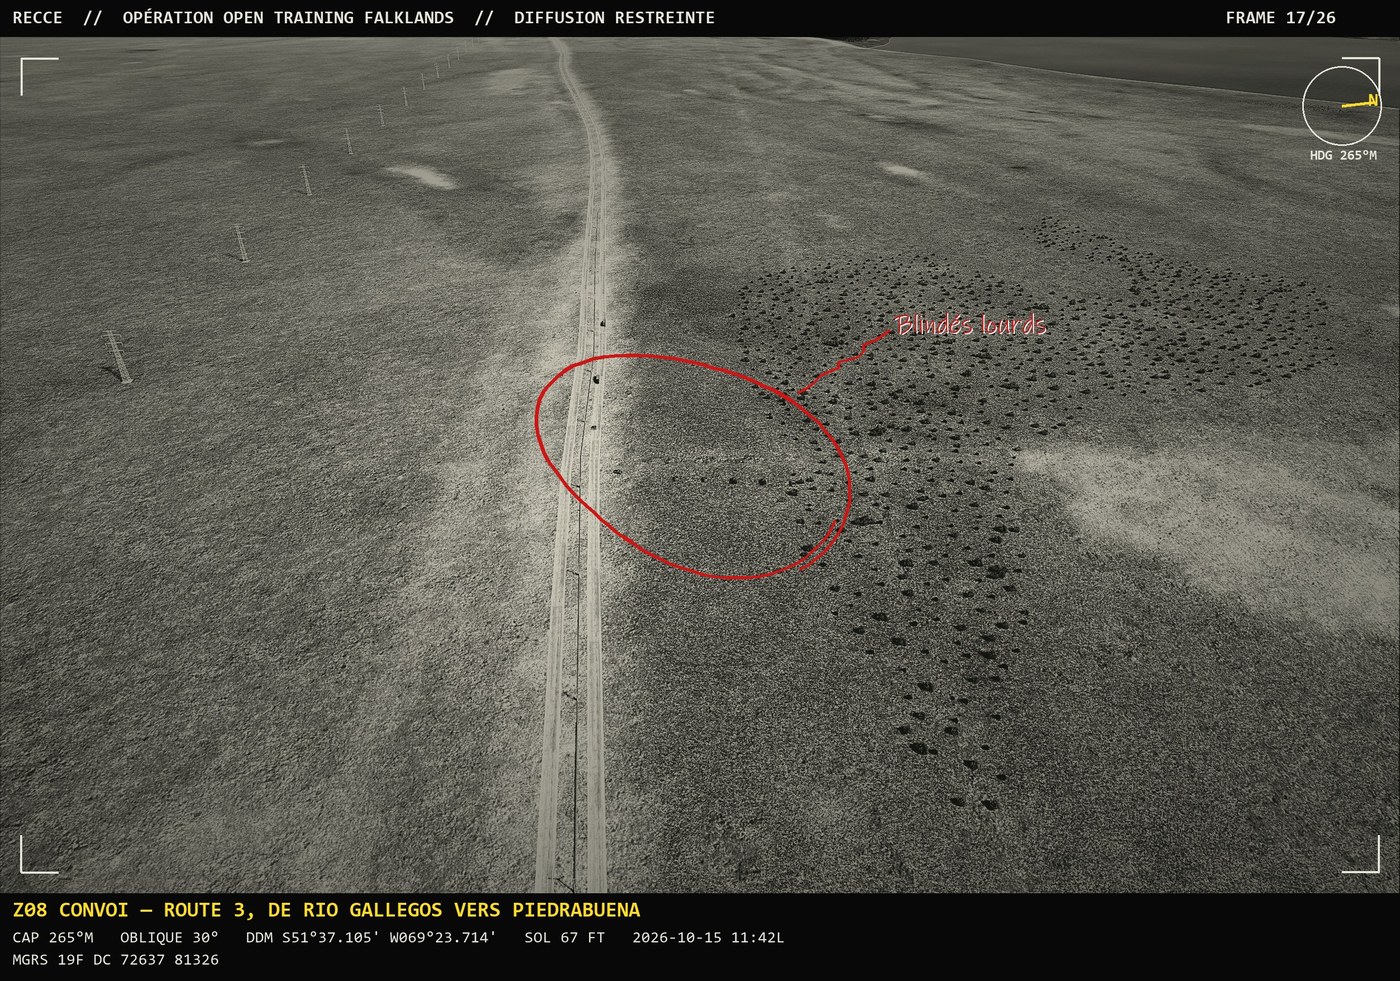 RECCE // OPÉRATION OPEN TRAINING FALKLANDS // DIFFUSION RESTREINTE FRAME 17/26
N
HDG 265°M
Blindés lourds
Z08 CONVOI — ROUTE 3, DE RIO GALLEGOS VERS PIEDRABUENA
CAP 265°M OBLIQUE 30° DDM S51°37.105' W069°23.714' SOL 67 FT 2026-10-15 11:42L
MGRS 19F DC 72637 81326